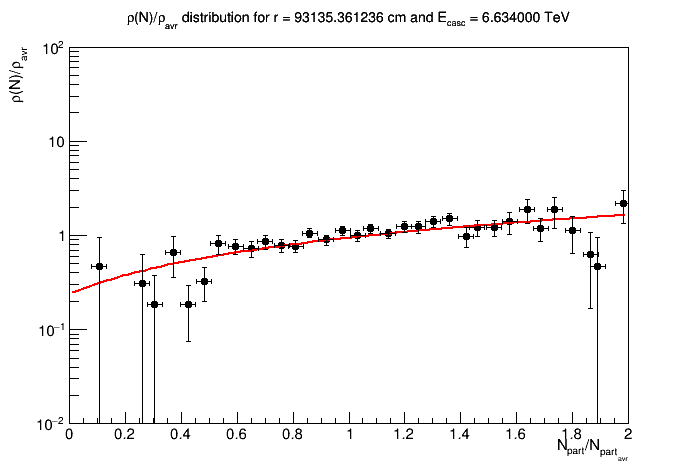 ρ(N)/ρ_avr distribution for r = 93135.361236 cm and E_casc = 6.634000 TeV
ρ(N)/ρ_avr
10²
10
1
10⁻¹
10⁻²
0 0.2 0.4 0.6 0.8 1 1.2 1.4 1.6 1.8 2
N_part/N_part_avr